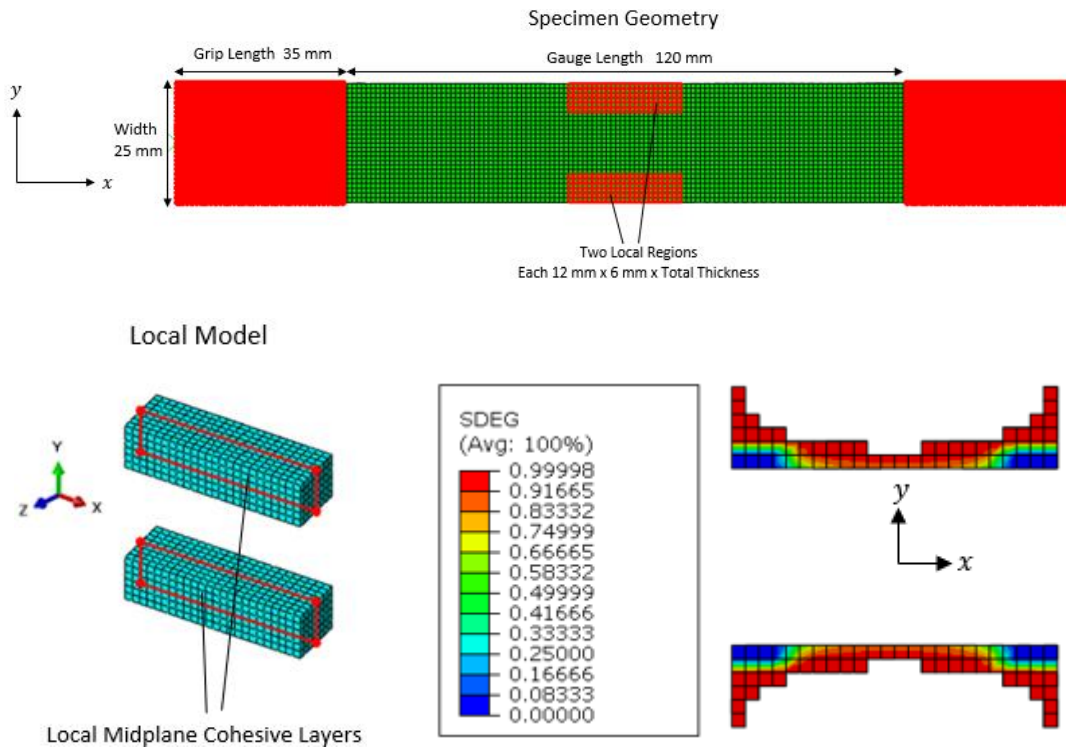 Specimen Geometry
Grip Length 35 mm
Gauge Length 120 mm
y
Width
25 mm
x
Two Local Regions
Each 12 mm x 6 mm x Total Thickness
Local Model
Y
Z
X
Local Midplane Cohesive Layers
SDEG
(Avg: 100%)
0.99998
0.91665
0.83332
0.74999
0.66665
0.58332
0.49999
0.41666
0.33333
0.25000
0.16666
0.08333
0.00000
y
x